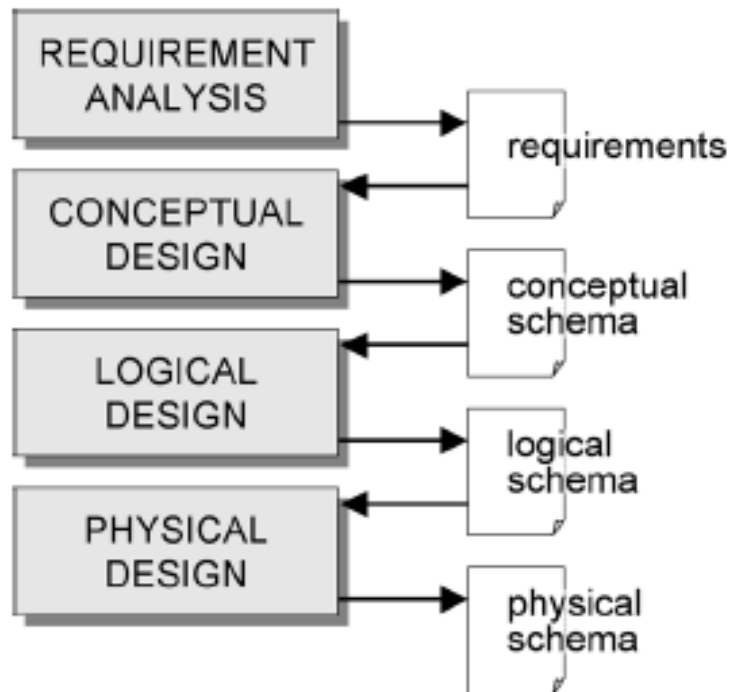 REQUIREMENT
ANALYSIS
requirements
CONCEPTUAL
DESIGN
conceptual
schema
LOGICAL
DESIGN
logical
schema
PHYSICAL
DESIGN
physical
schema